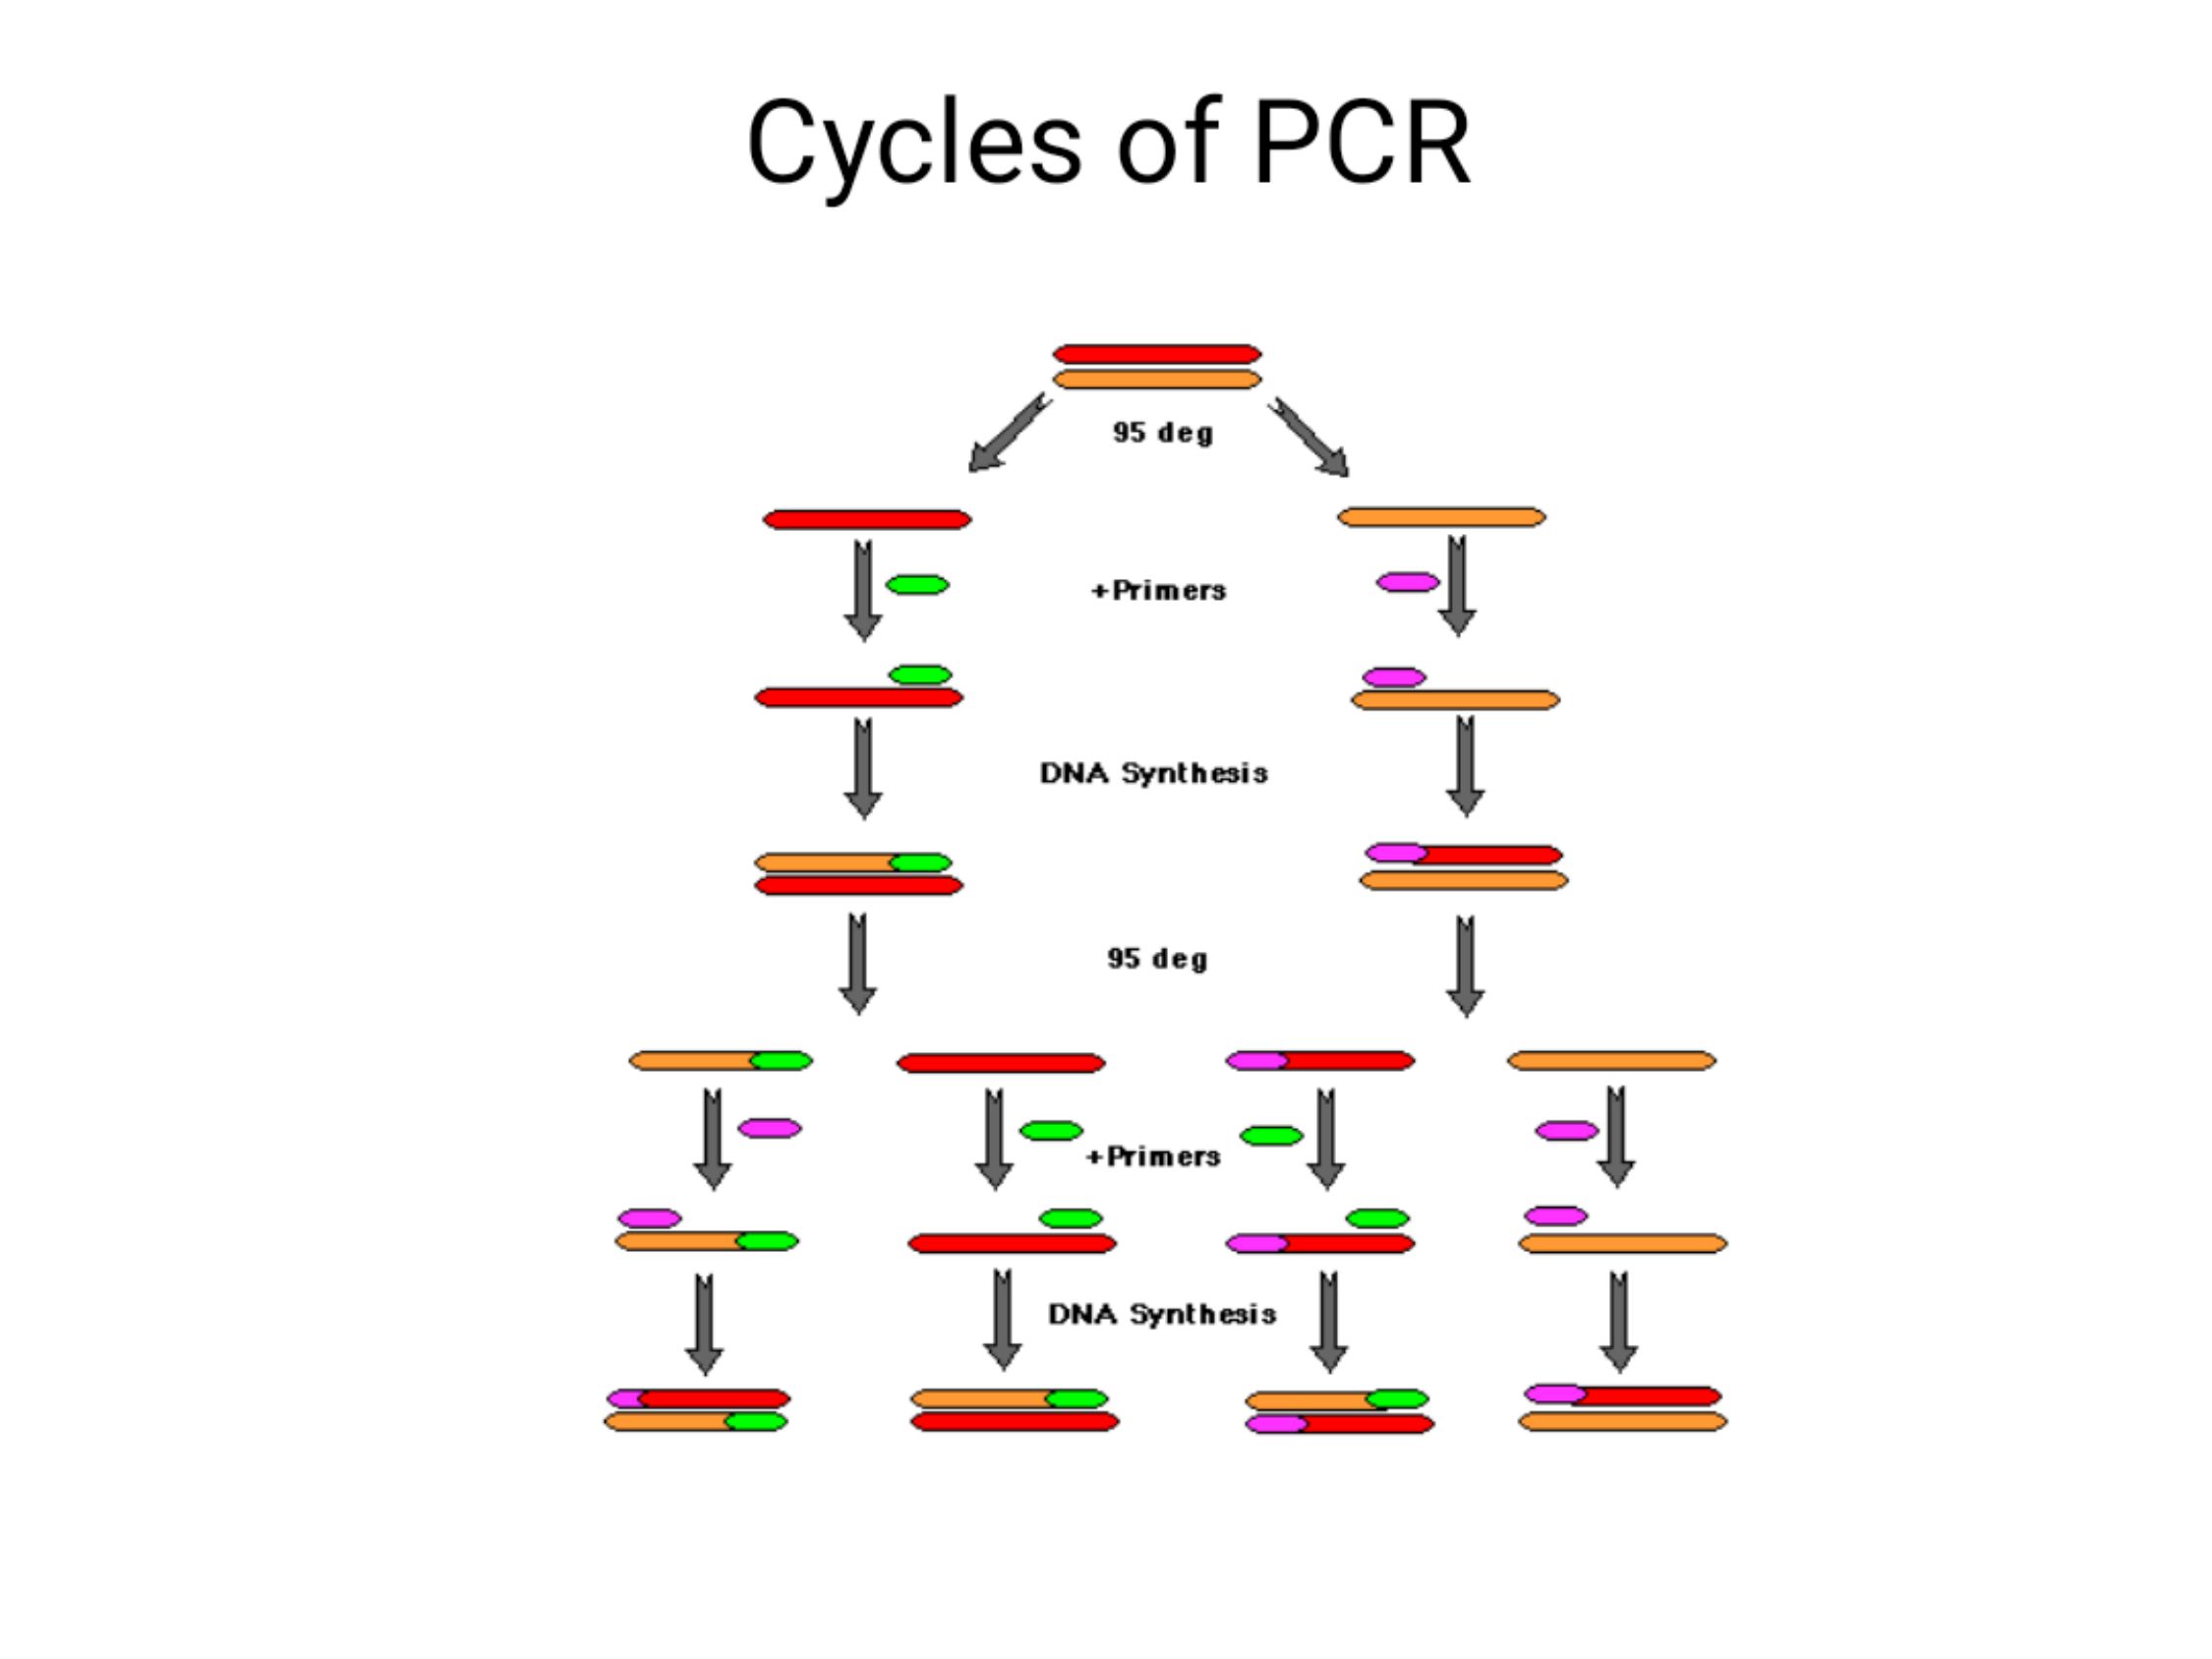 Cycles of PCR
95 deg
+Primers
DNA Synthesis
95 deg
+Primers
DNA Synthesis